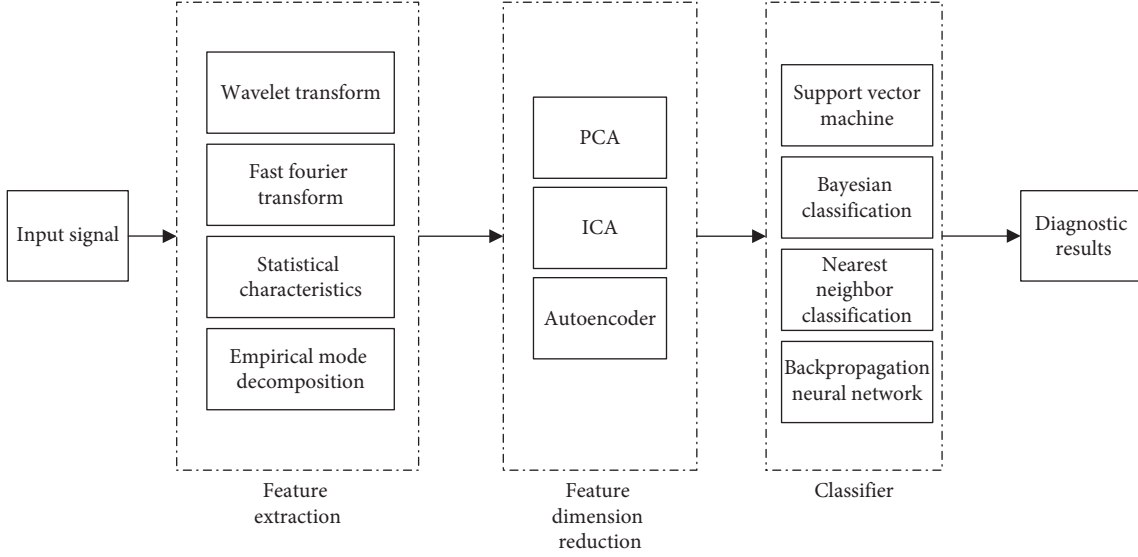 Input signal
Wavelet transform
Fast fourier
transform
Statistical
characteristics
Empirical mode
decomposition
Feature
extraction
PCA
ICA
Autoencoder
Feature
dimension
reduction
Support vector
machine
Bayesian
classification
Nearest
neighbor
classification
Backpropagation
neural network
Classifier
Diagnostic
results